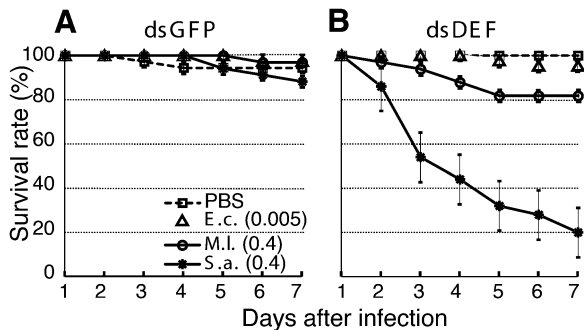 A
dsGFP
B
dsDEF
Survival rate (%)
100
80
60
40
20
0
PBS
E.c. (0.005)
M.l. (0.4)
S.a. (0.4)
1 2 3 4 5 6 7
1 2 3 4 5 6 7
Days after infection